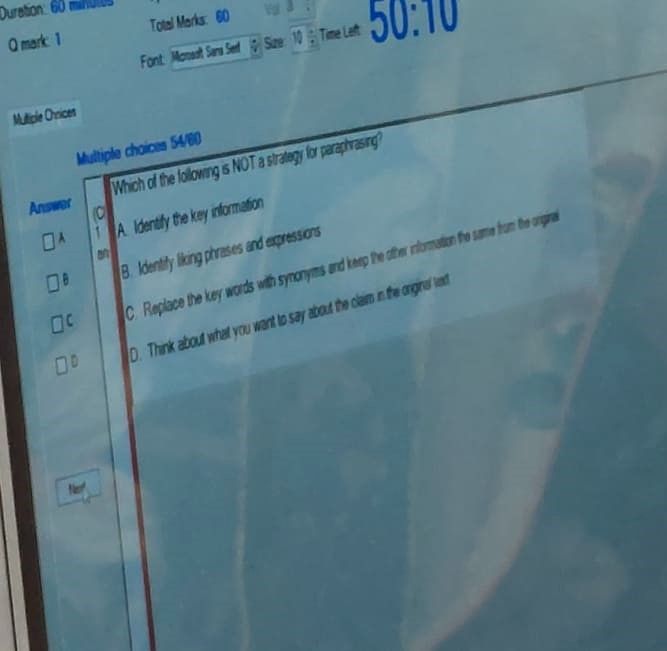 Duration: 60 minutes
Q mark: 1
Total Marks: 60
Font: Microsoft Sans Serif
Size: 10
Time Left
50:10
Multiple Choices
Multiple choices 54/60
Answer
A
B
C
D
Which of the following is NOT a strategy for paraphrasing?
A. Identify the key information
B. Identify liking phrases and expressions
C. Replace the key words with synonyms and keep the other information the same from the original
D. Think about what you want to say about the claim in the original text
Next